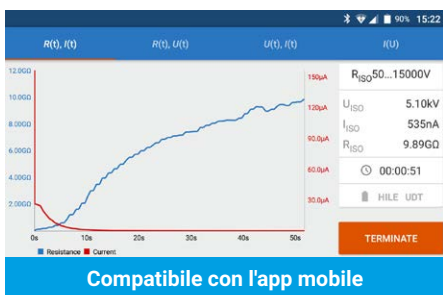 90% 15:22
R(t), I(t) R(t), U(t) U(t), I(t) I(U)
12.0GΩ 150µA
10.0GΩ 120µA
8.00GΩ 90.0µA
6.00GΩ 60.0µA
4.00GΩ 30.0µA
2.00GΩ
0s 10s 20s 30s 40s 50s
Resistance Current
RISO50...15000V
UISO 5.10kV
IISO 535nA
RISO 9.89GΩ
00:00:51
HILE UDT
TERMINATE
Compatibile con l'app mobile